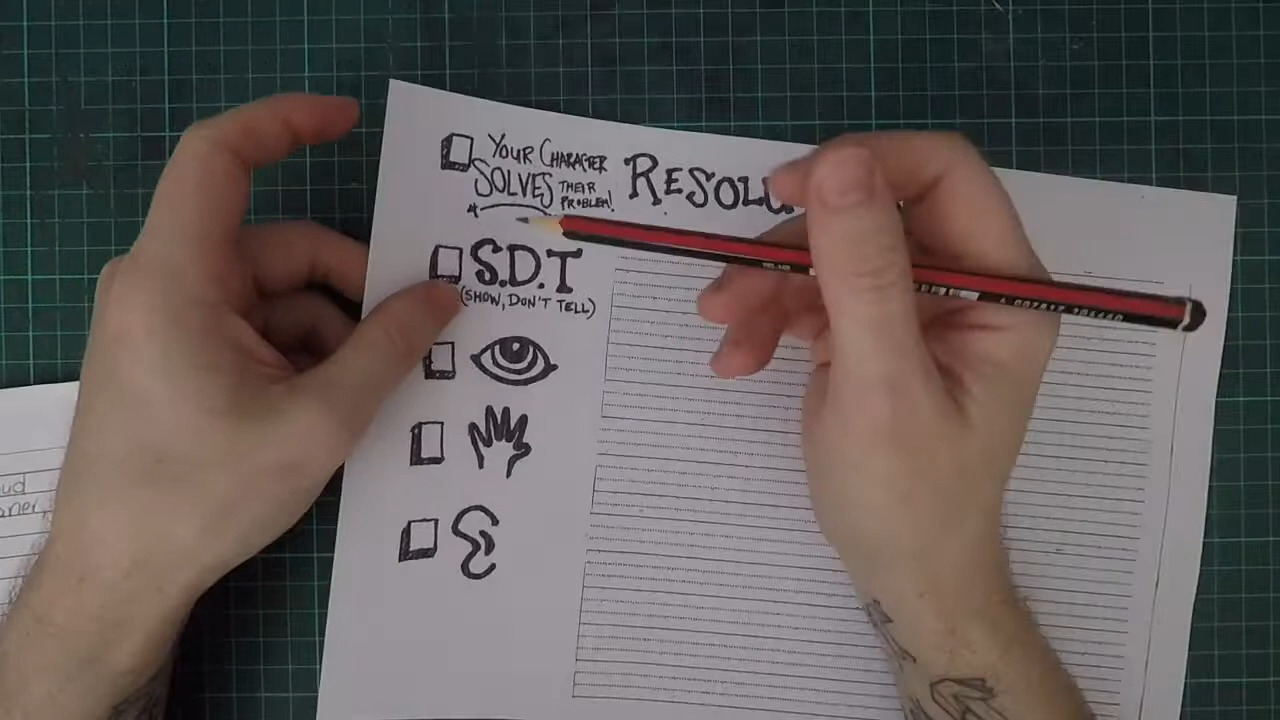 YOUR CHARACTER
SOLVES THEIR PROBLEM!
S.D.T
(SHOW, DON'T TELL)